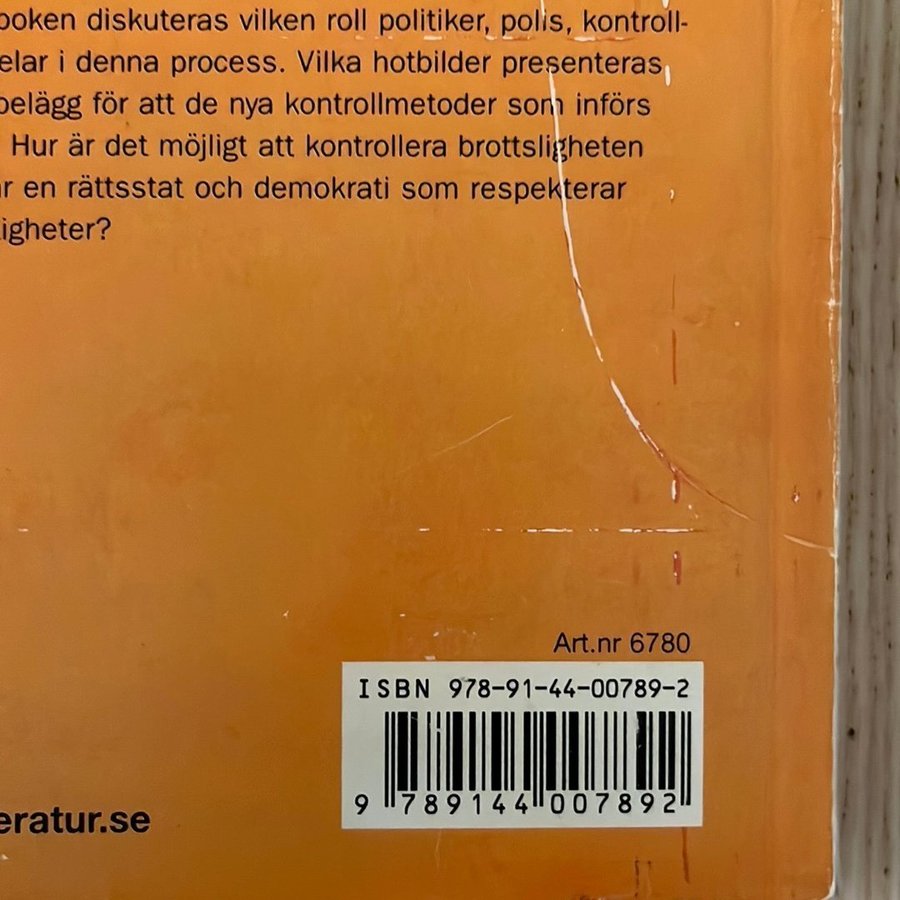 boken diskuteras vilken roll politiker, polis, kontroll-
elar i denna process. Vilka hotbilder presenteras,
belägg för att de nya kontrollmetoder som införs
Hur är det möjligt att kontrollera brottsligheten
ar en rättsstat och demokrati som respekterar
igheter?
Art.nr 6780
ISBN 978-91-44-00789-2
9 789144 007892
eratur.se